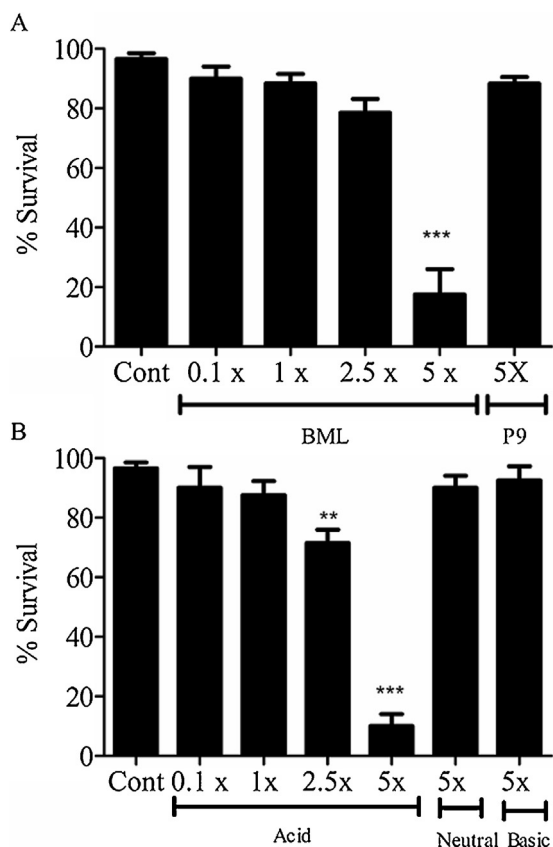 A
% Survival
100
80
60
40
20
0
***
Cont 0.1 x 1 x 2.5 x 5 x 5X
BML P9
B
% Survival
100
80
60
40
20
0
**
***
Cont 0.1 x 1x 2.5x 5x 5x 5x
Acid Neutral Basic